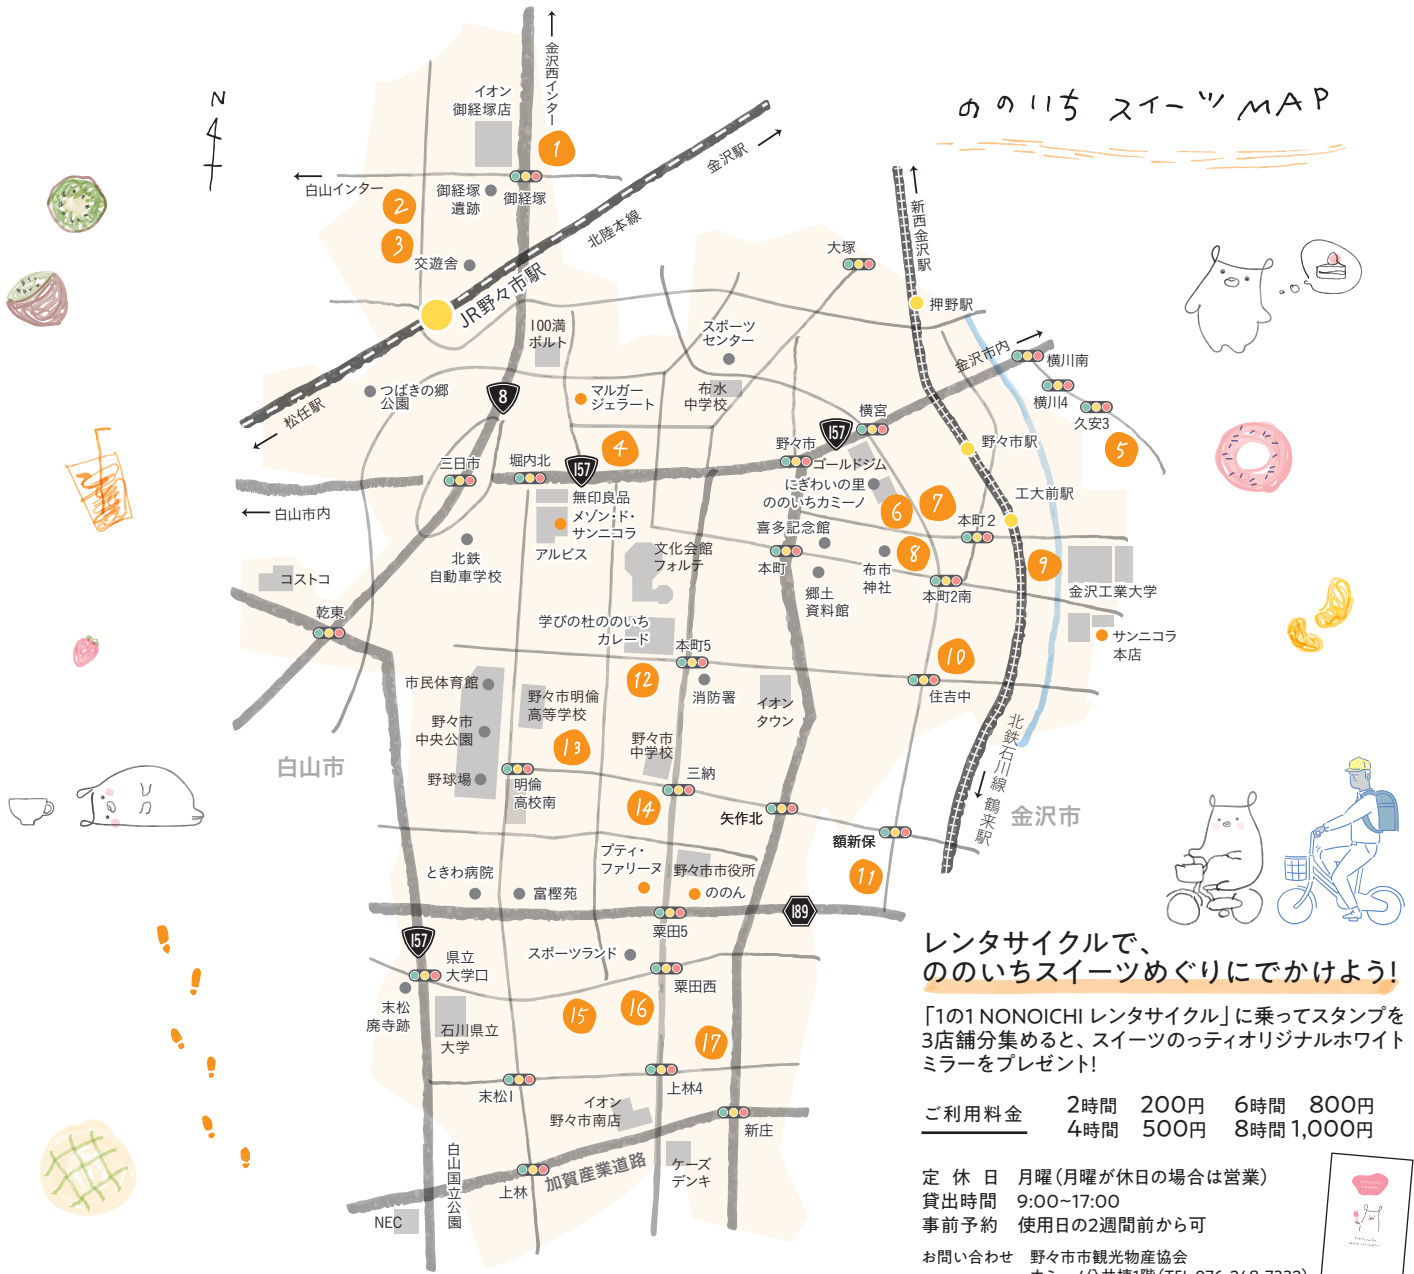 ののいち スイーツ MAP
N
金沢西インター
イオン
御経塚店
1
白山インター
御経塚
遺跡
御経塚
2
3
交遊舎
金沢駅
北陸本線
JR野々市駅
松任駅
100満
ボルト
スポーツ
センター
大塚
新西金沢駅
押野駅
金沢市内
横川南
横川4
久安3
5
つばきの郷
公園
8
マルガー
ジェラート
布水
中学校
横宮
157
野々市
野々市駅
4
三日市
堀内北
157
ゴールドジム
にぎわいの里
ののいちカミーノ
6
7
工大前駅
白山市内
無印良品
メゾン・ド・
サンニコラ
アルビス
喜多記念館
本町2
北鉄
自動車学校
文化会館
フォルテ
本町
8
布市
神社
9
コストコ
郷土
資料館
本町2南
金沢工業大学
乾東
学びの杜ののいち
カレード
本町5
サンニコラ
本店
10
市民体育館
12
消防署
住吉中
野々市明倫
高等学校
イオン
タウン
野々市
中央公園
野々市
中学校
13
北鉄石川線 鶴来駅
白山市
野球場
明倫
高校南
三納
14
矢作北
金沢市
額新保
プティ・
ファリーヌ
野々市市役所
11
ときわ病院
富樫苑
ののん
189
粟田5
157
県立
大学口
スポーツランド
粟田西
末松
廃寺跡
15
16
石川県立
大学
17
末松1
上林4
イオン
野々市南店
新庄
白山国立公園
上林
加賀産業道路
ケーズ
デンキ
NEC
レンタサイクルで、
ののいちスイーツめぐりにでかけよう!
「1の1 NONOICHI レンタサイクル」に乗ってスタンプを
3店舗分集めると、スイーツのっティオリジナルホワイト
ミラーをプレゼント!
ご利用料金
2時間 200円 6時間 800円
4時間 500円 8時間 1,000円
定休日 月曜(月曜が休日の場合は営業)
貸出時間 9:00~17:00
事前予約 使用日の2週間前から可
お問い合わせ 野々市市観光物産協会